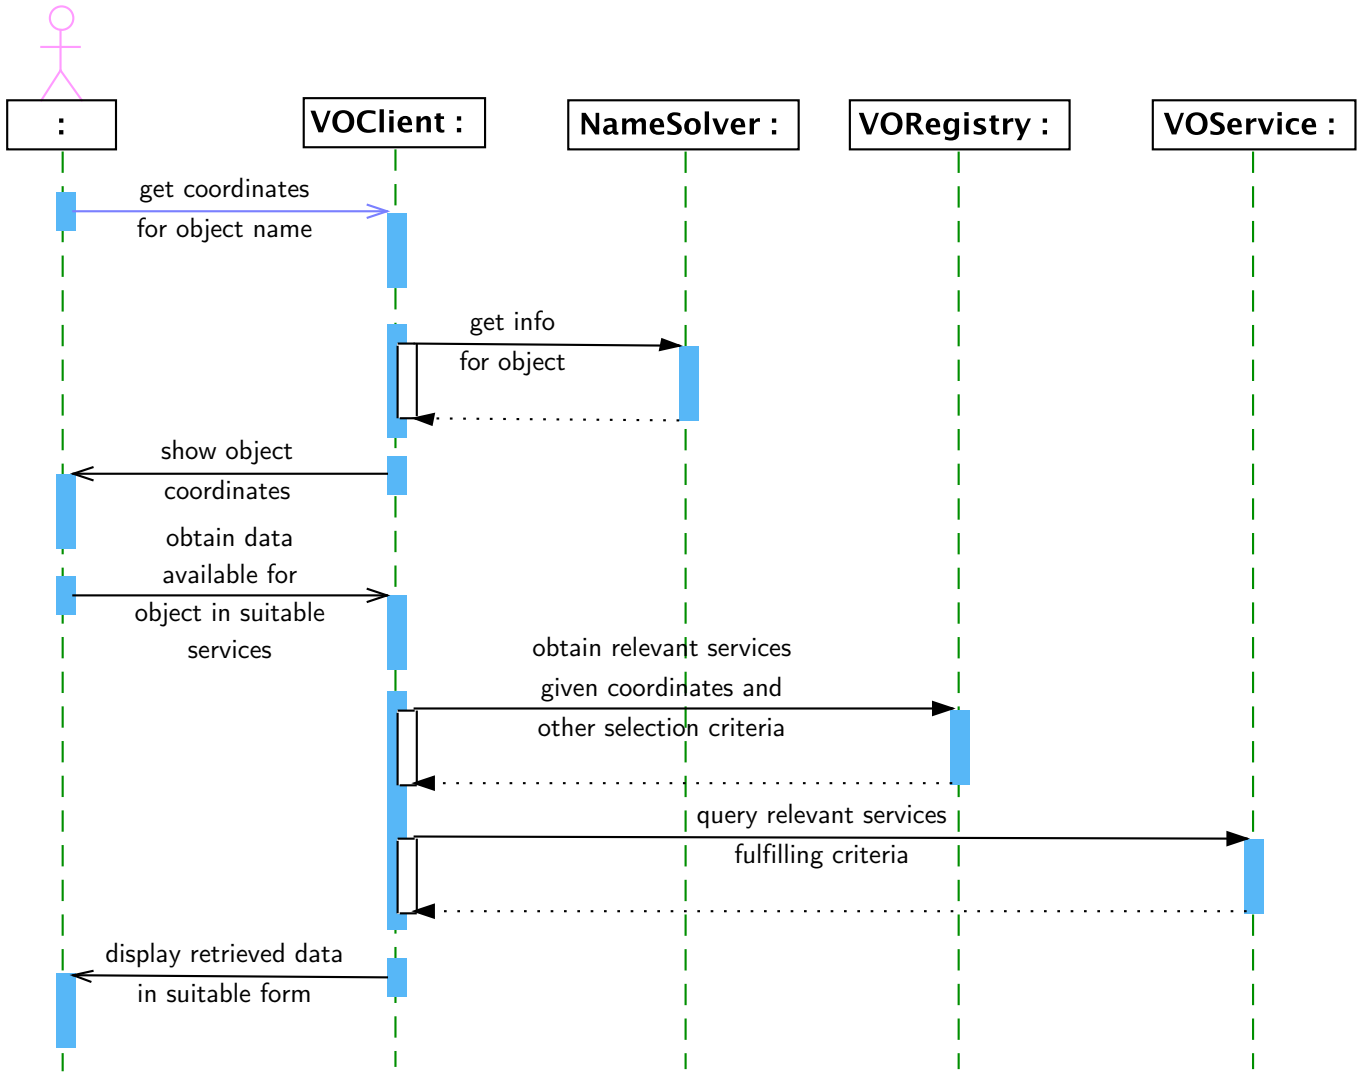 :
VOClient :
NameSolver :
VORegistry :
VOService :
get coordinates
for object name
get info
for object
show object
coordinates
obtain data
available for
object in suitable
services
obtain relevant services
given coordinates and
other selection criteria
query relevant services
fulfilling criteria
display retrieved data
in suitable form